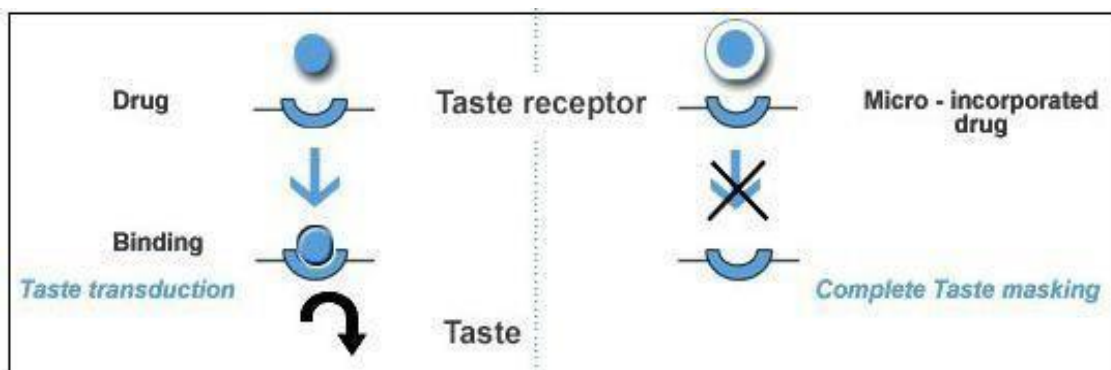 Drug
Taste receptor
Micro - incorporated
drug
Binding
Taste transduction
Complete Taste masking
Taste